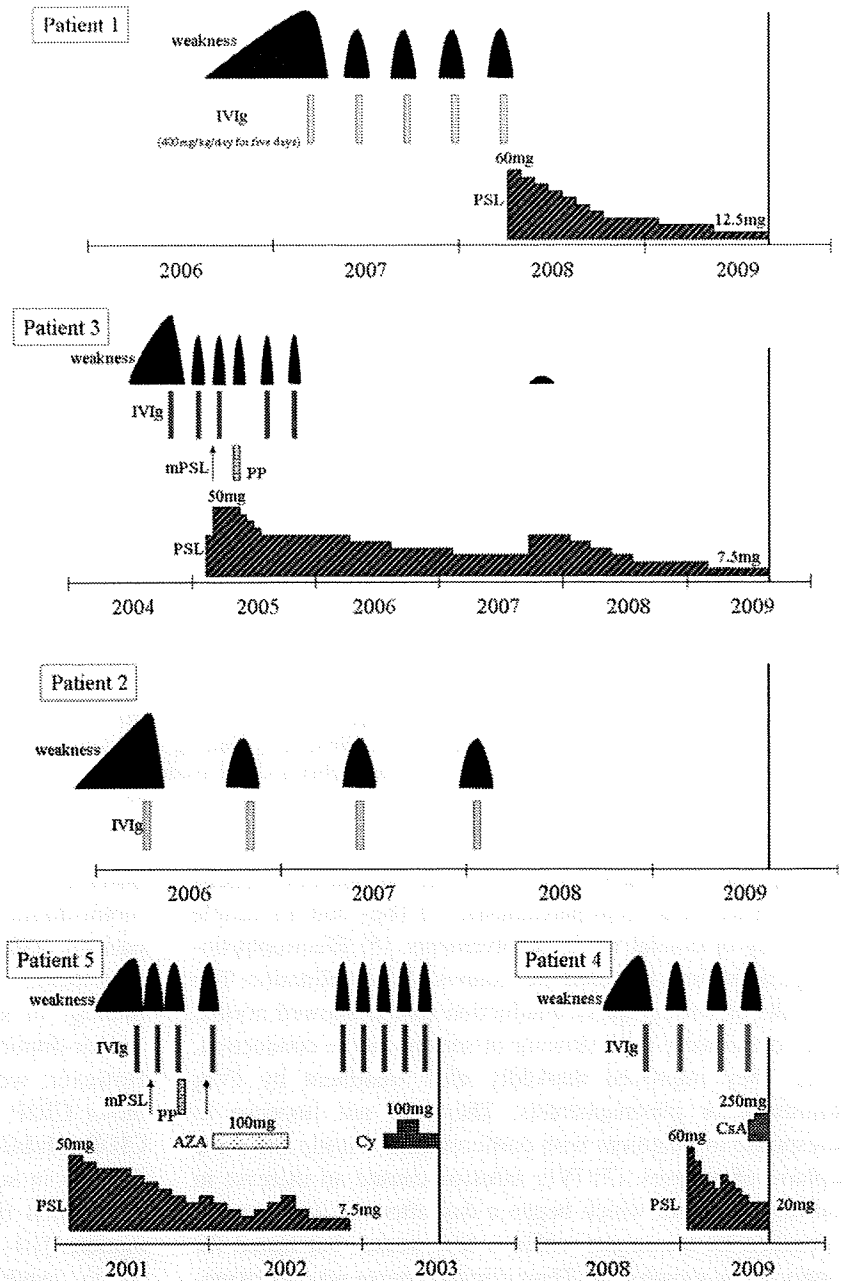 Patient 1
weakness
IVIg
(400mg/kg/day for five days)
60mg
PSL
12.5mg
2006 2007 2008 2009
Patient 3
weakness
IVIg
mPSL PP
50mg
PSL
7.5mg
2004 2005 2006 2007 2008 2009
Patient 2
weakness
IVIg
2006 2007 2008 2009
Patient 5
weakness
IVIg
mPSL
PP
100mg
AZA
100mg
Cy
50mg
PSL
7.5mg
2001 2002 2003
Patient 4
weakness
IVIg
250mg
CsA
60mg
PSL
20mg
2008 2009